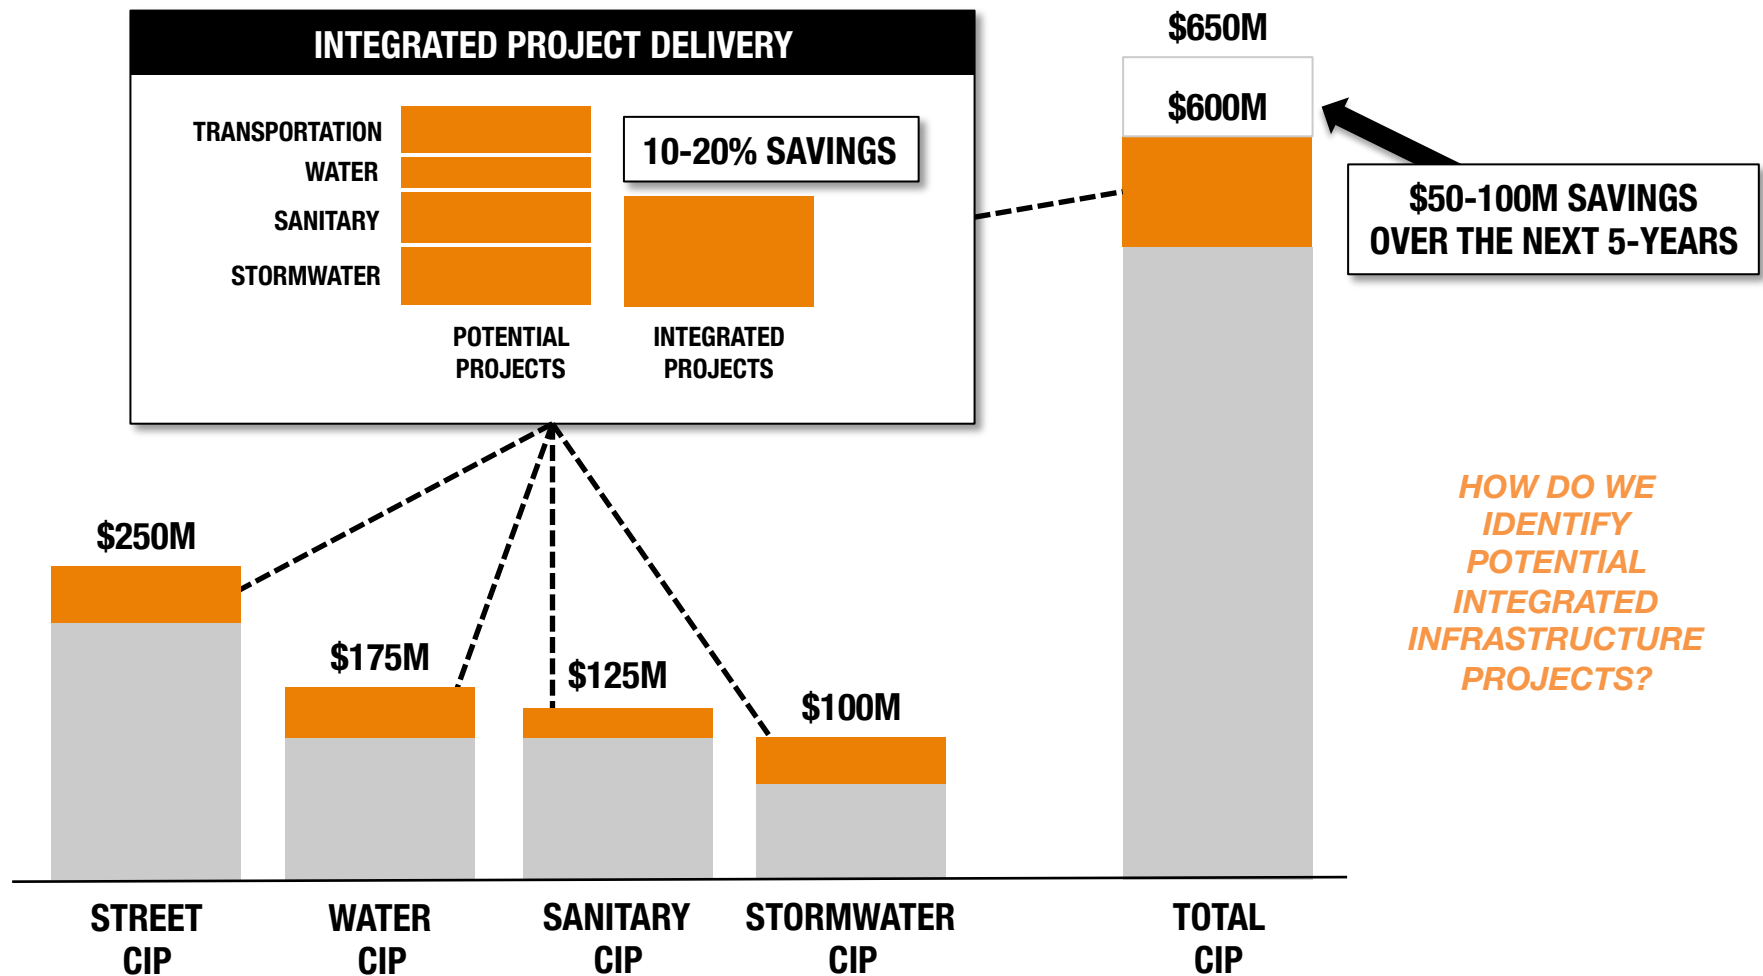 INTEGRATED PROJECT DELIVERY
TRANSPORTATION
WATER
SANITARY
STORMWATER
10-20% SAVINGS
POTENTIAL
PROJECTS
INTEGRATED
PROJECTS
$650M
$600M
$50-100M SAVINGS
OVER THE NEXT 5-YEARS
HOW DO WE
IDENTIFY
POTENTIAL
INTEGRATED
INFRASTRUCTURE
PROJECTS?
$250M
$175M
$125M
$100M
STREET
CIP
WATER
CIP
SANITARY
CIP
STORMWATER
CIP
TOTAL
CIP